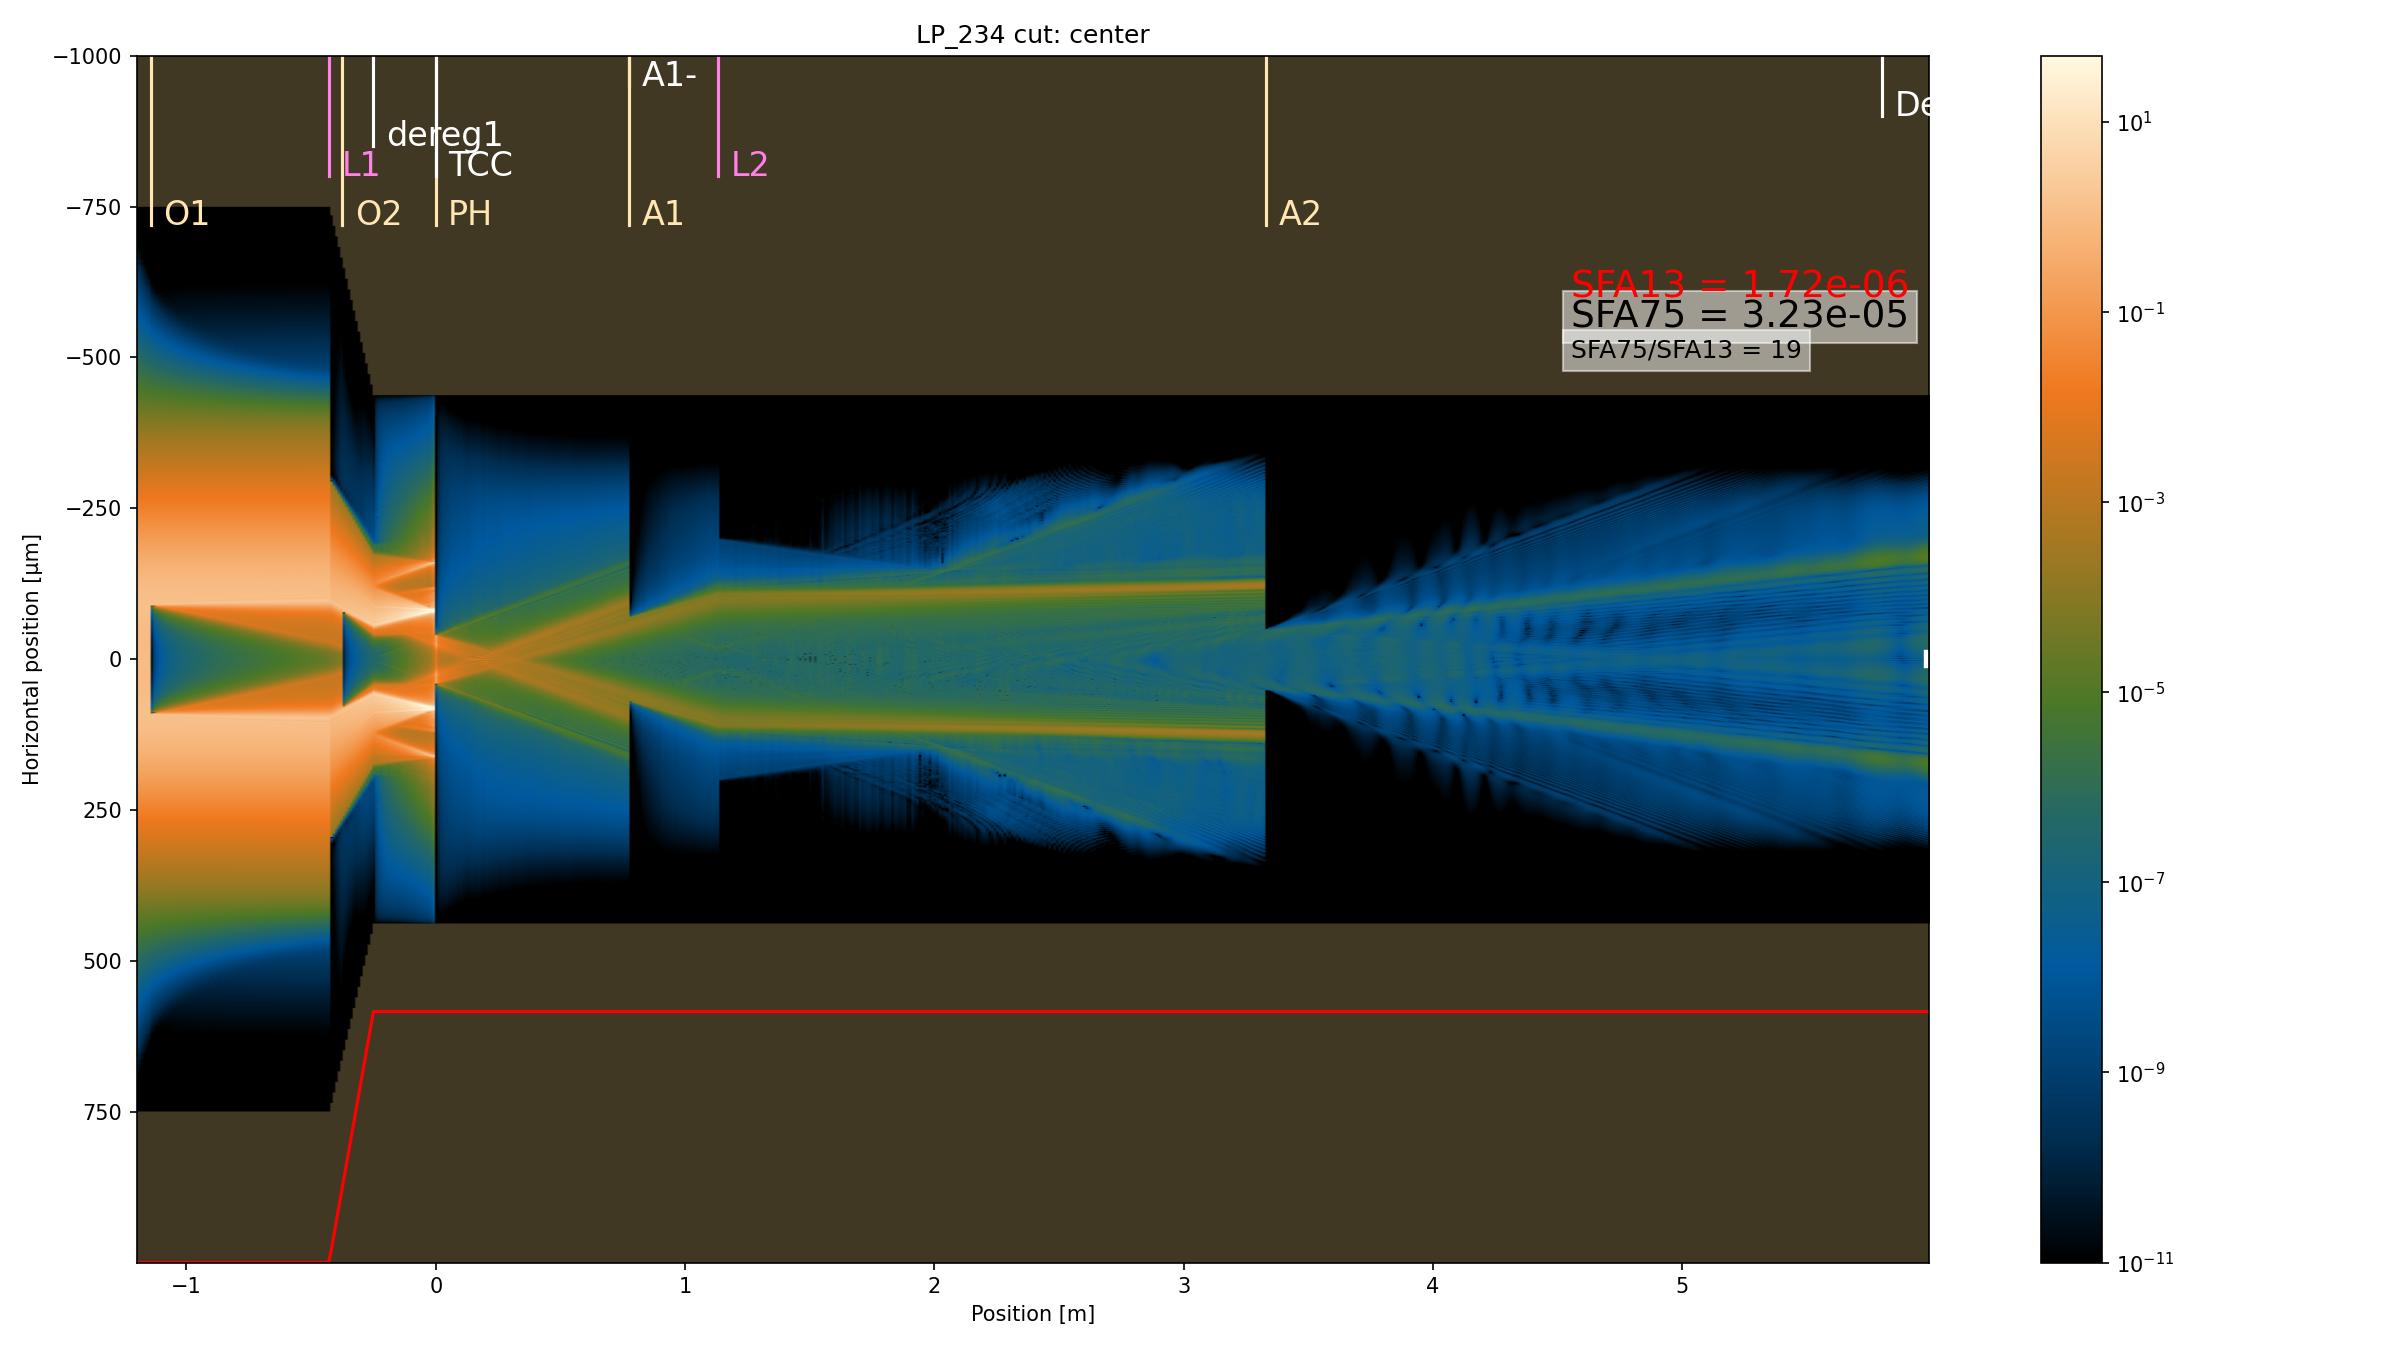 LP_234 cut: center
−1000
−750
−500
−250
0
250
500
750
Horizontal position [μm]
A1-
De
dereg1
L1
TCC
L2
O1
O2
PH
A1
A2
SFA13 = 1.72e-06
SFA75 = 3.23e-05
SFA75/SFA13 = 19
−1
0
1
2
3
4
5
Position [m]
10¹
10⁻¹
10⁻³
10⁻⁵
10⁻⁷
10⁻⁹
10⁻¹¹